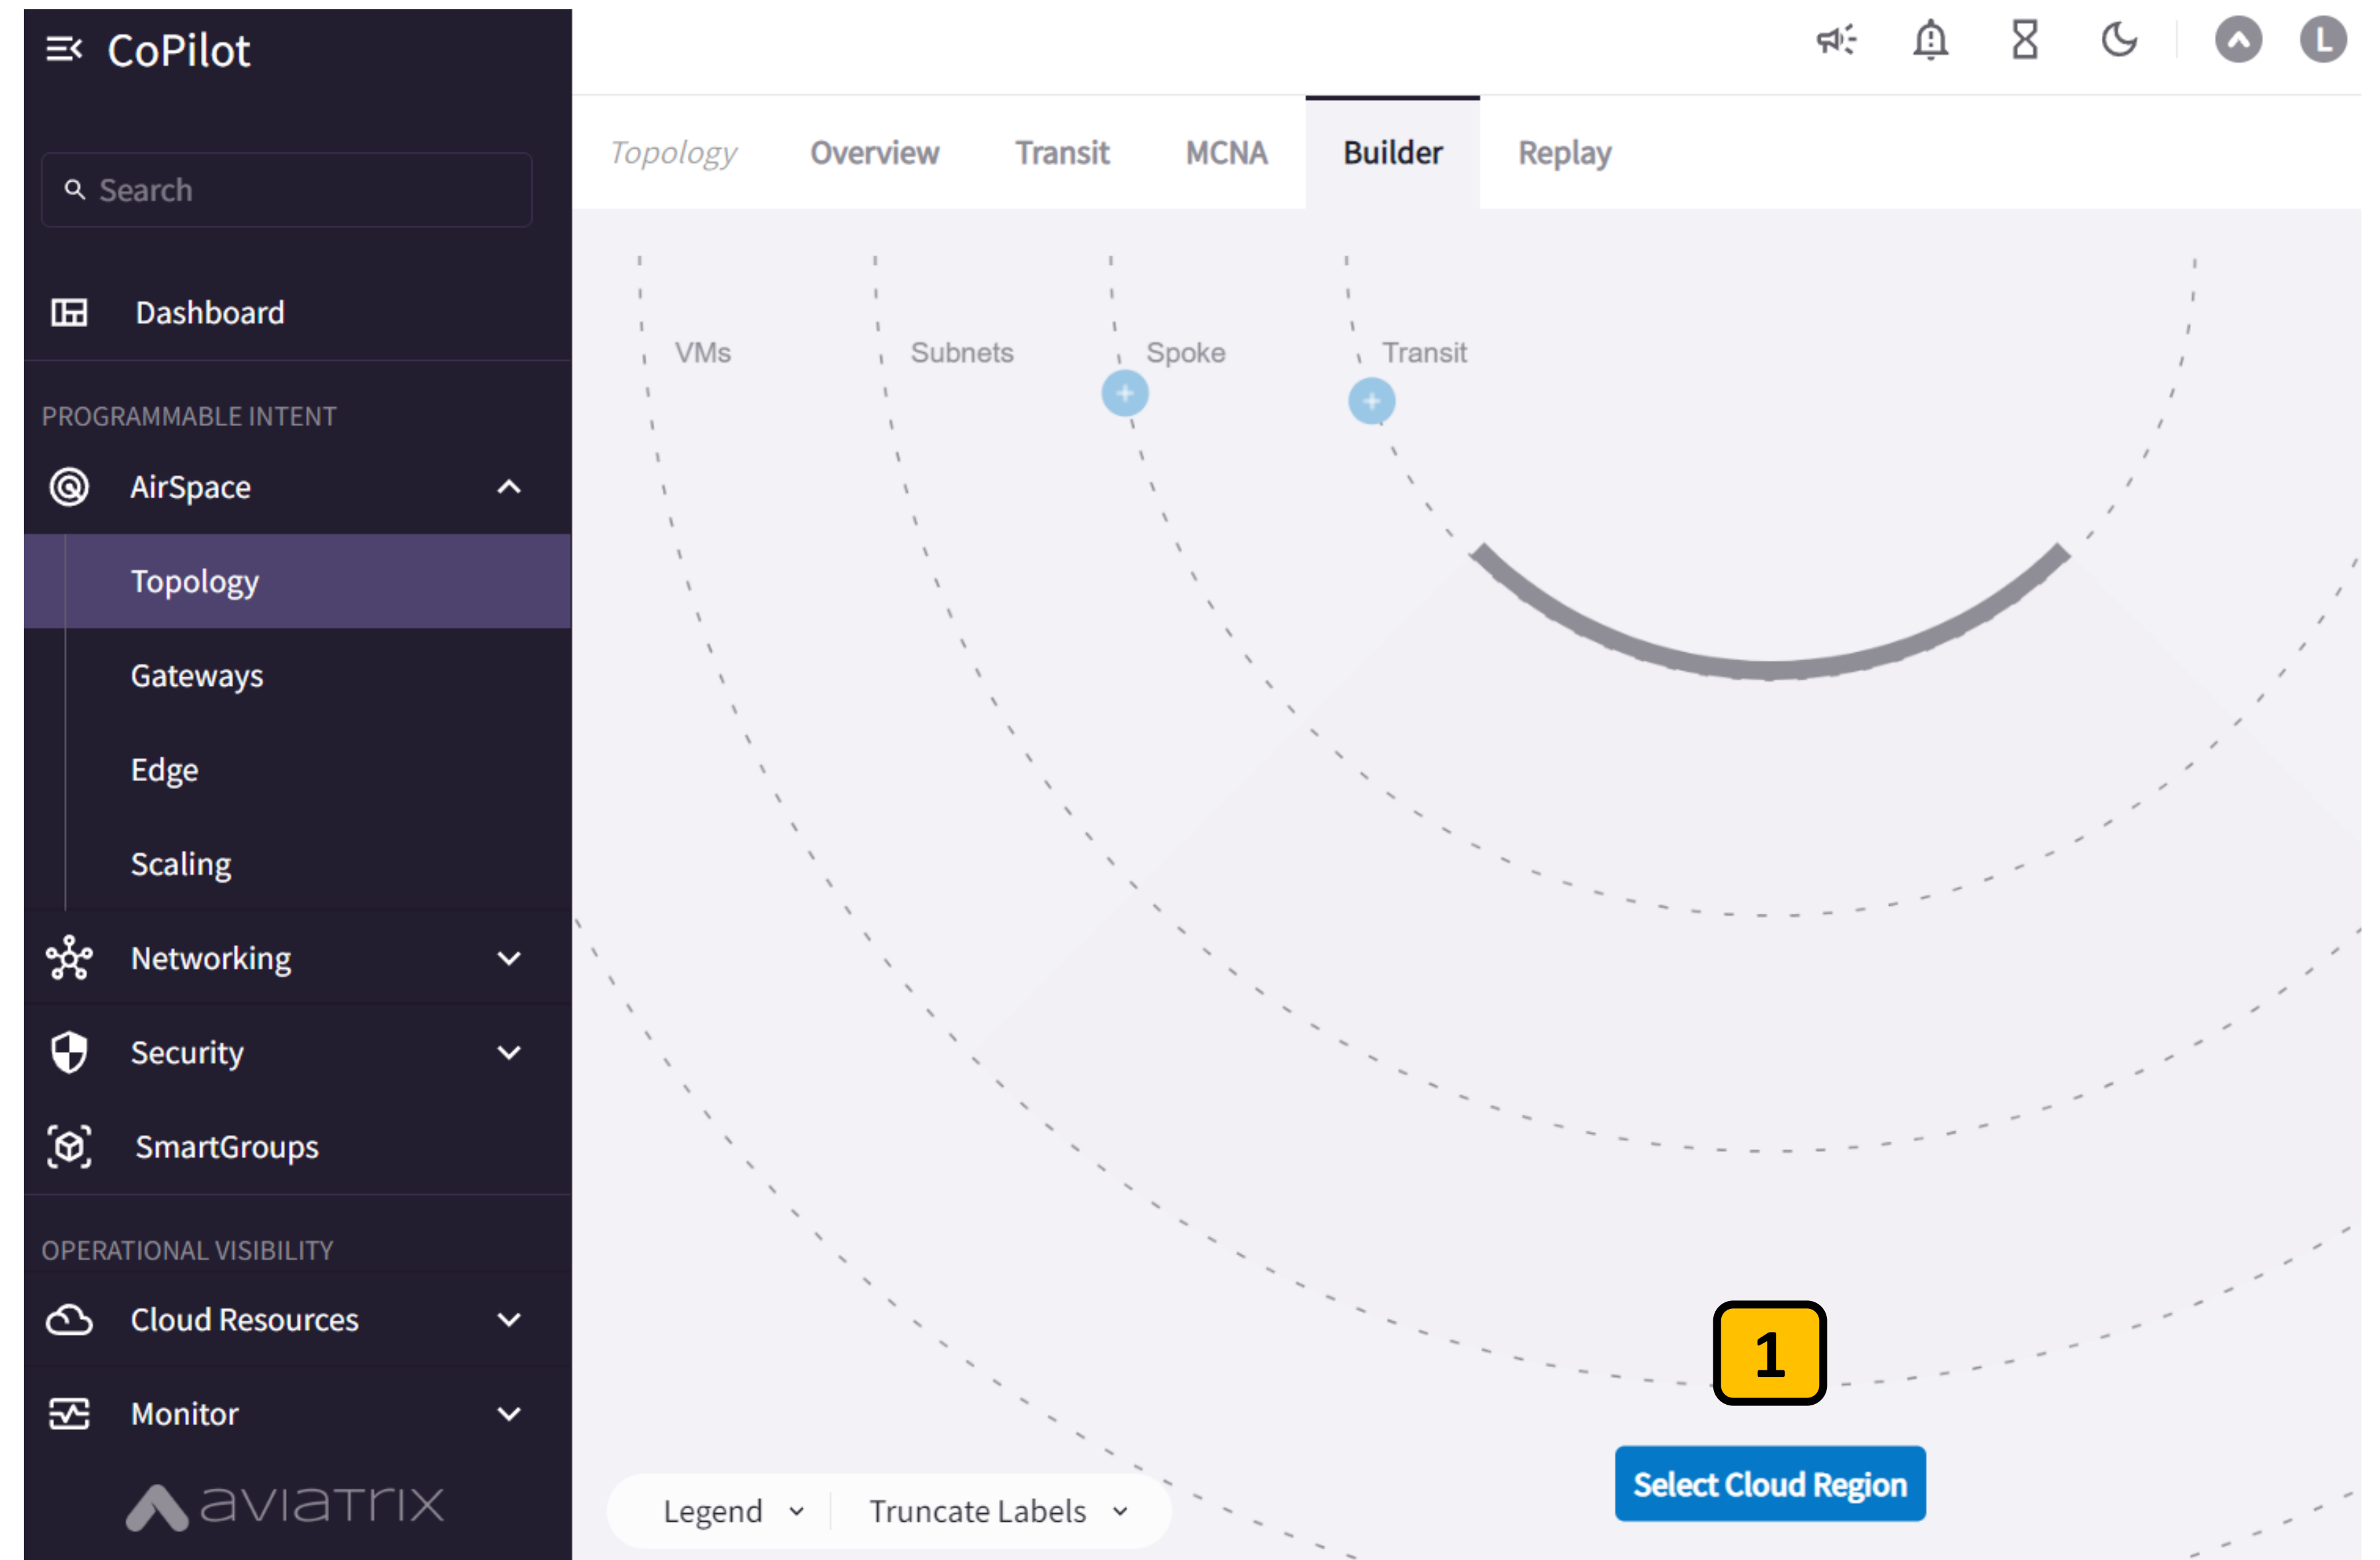 CoPilot
L
Search
Topology
Overview
Transit
MCNA
Builder
Replay
Dashboard
PROGRAMMABLE INTENT
AirSpace
Topology
Gateways
Edge
Scaling
Networking
Security
SmartGroups
OPERATIONAL VISIBILITY
Cloud Resources
Monitor
aviatrix
VMs
Subnets
Spoke
Transit
1
Select Cloud Region
Legend
Truncate Labels